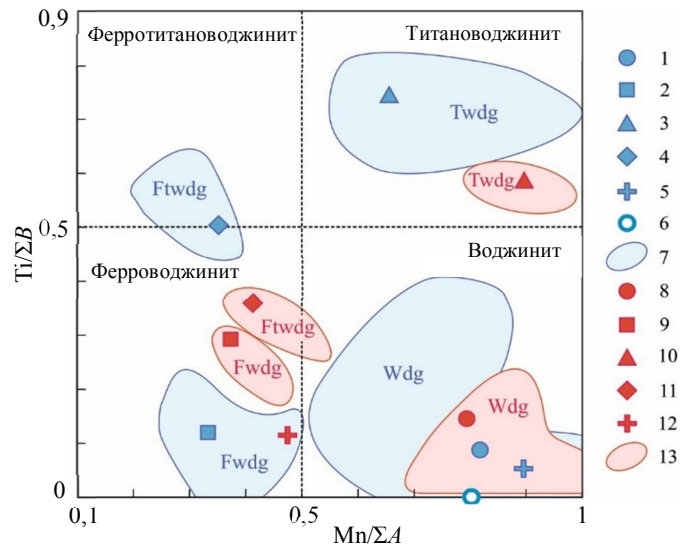 0,9
Ферротитановоджинит
Титановоджинит
Twdg
Twdg
Ftwdg
0,5
Ti/ΣB
Ферроводжинит
Воджинит
Ftwdg
Fwdg
Wdg
Wdg
Fwdg
0
0,1
0,5
1
Mn/ΣA
1
2
3
4
5
6
7
8
9
10
11
12
13